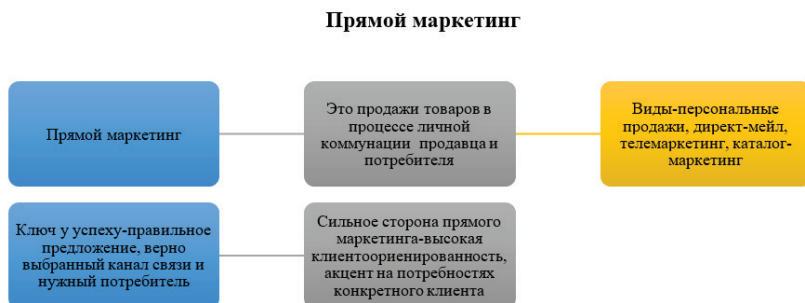 Прямой маркетинг
Прямой маркетинг
Это продажи товаров в
процессе личной
коммунации продавца и
потребителя
Виды-персональные
продажи, директ-мейл,
телемаркетинг, каталог-
маркетинг
Ключ у успеху-правильное
предложение, верно
выбранный канал связи и
нужный потребитель
Сильное сторона прямого
маркетинга-высокая
клиентоориенированность,
акцент на потребностях
конкретного клиента